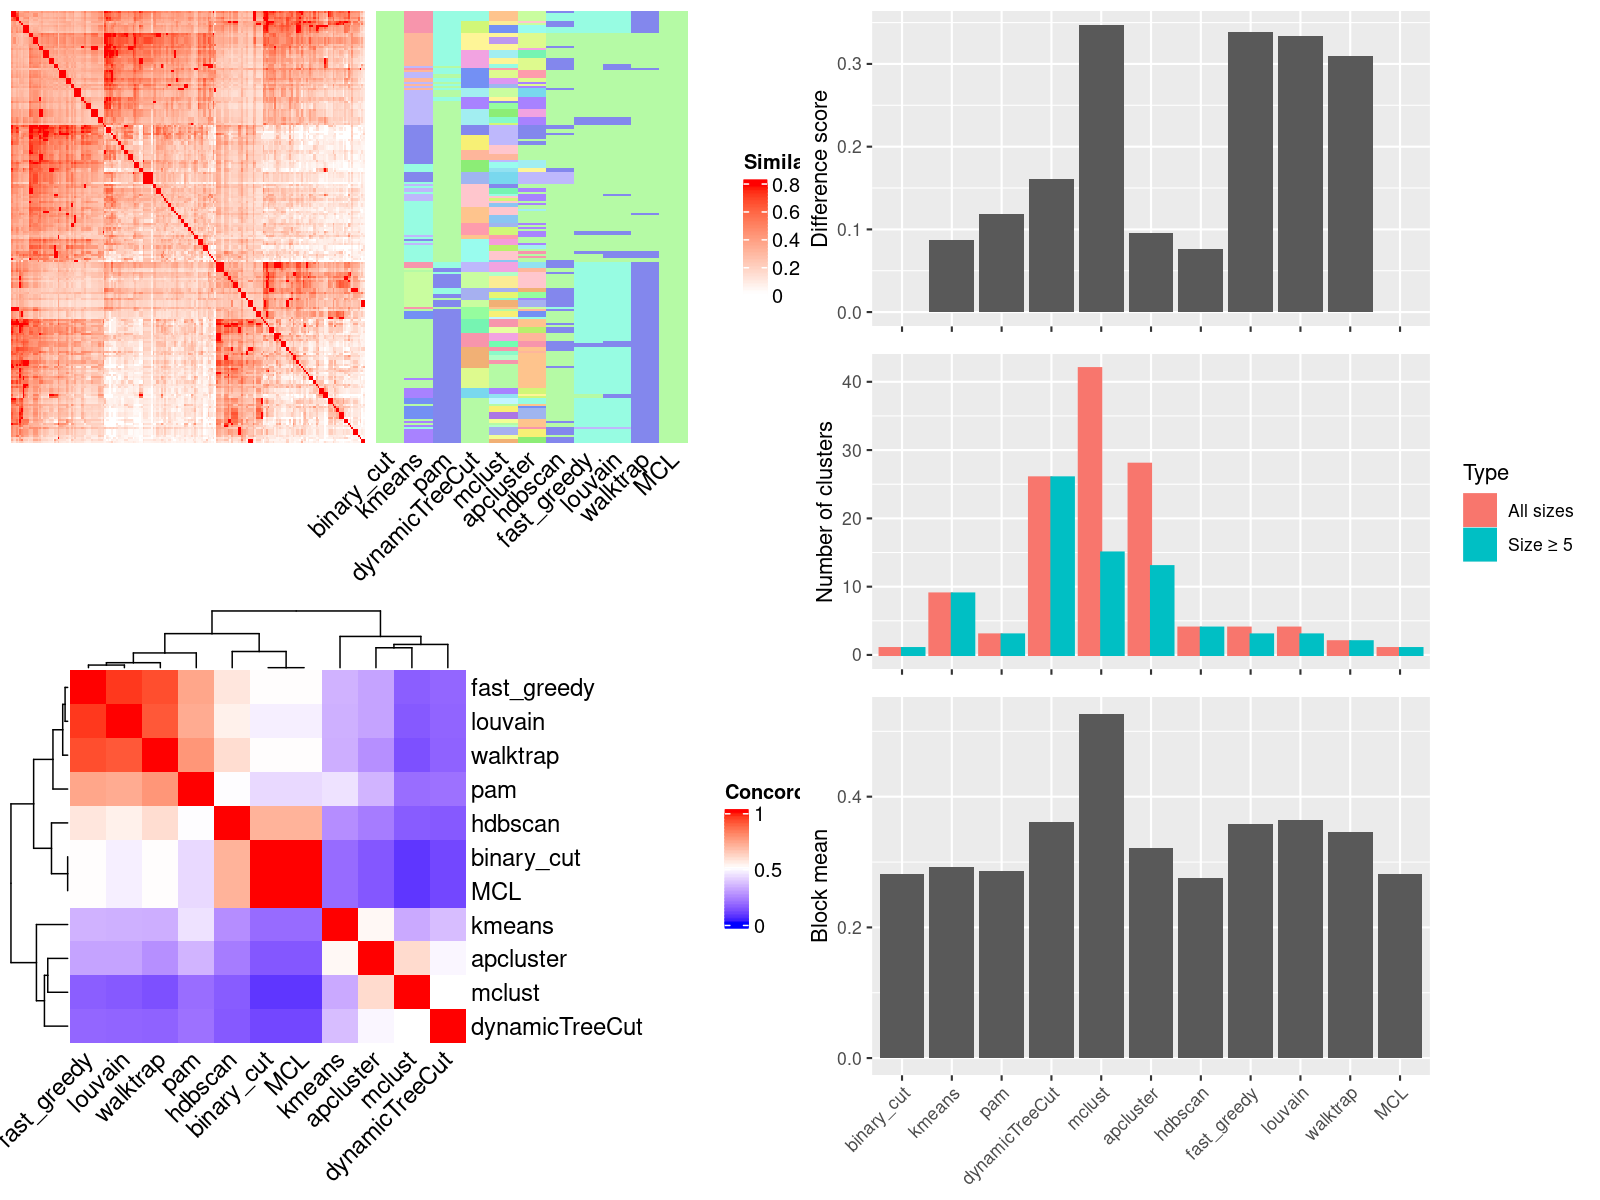 Simila
0.8
0.6
0.4
0.2
0
binary_cut
kmeans
pam
dynamicTreeCut
mclust
apcluster
hdbscan
fast_greedy
louvain
walktrap
MCL
Difference score
0.3
0.2
0.1
0.0
Number of clusters
40
30
20
10
0
Type
All sizes
Size ≥ 5
fast_greedy
louvain
walktrap
pam
hdbscan
binary_cut
MCL
kmeans
apcluster
mclust
dynamicTreeCut
fast_greedy
louvain
walktrap
pam
hdbscan
binary_cut
MCL
kmeans
apcluster
mclust
dynamicTreeCut
Concord
1
0.5
0
Block mean
0.4
0.2
0.0
binary_cut
kmeans
pam
dynamicTreeCut
mclust
apcluster
hdbscan
fast_greedy
louvain
walktrap
MCL